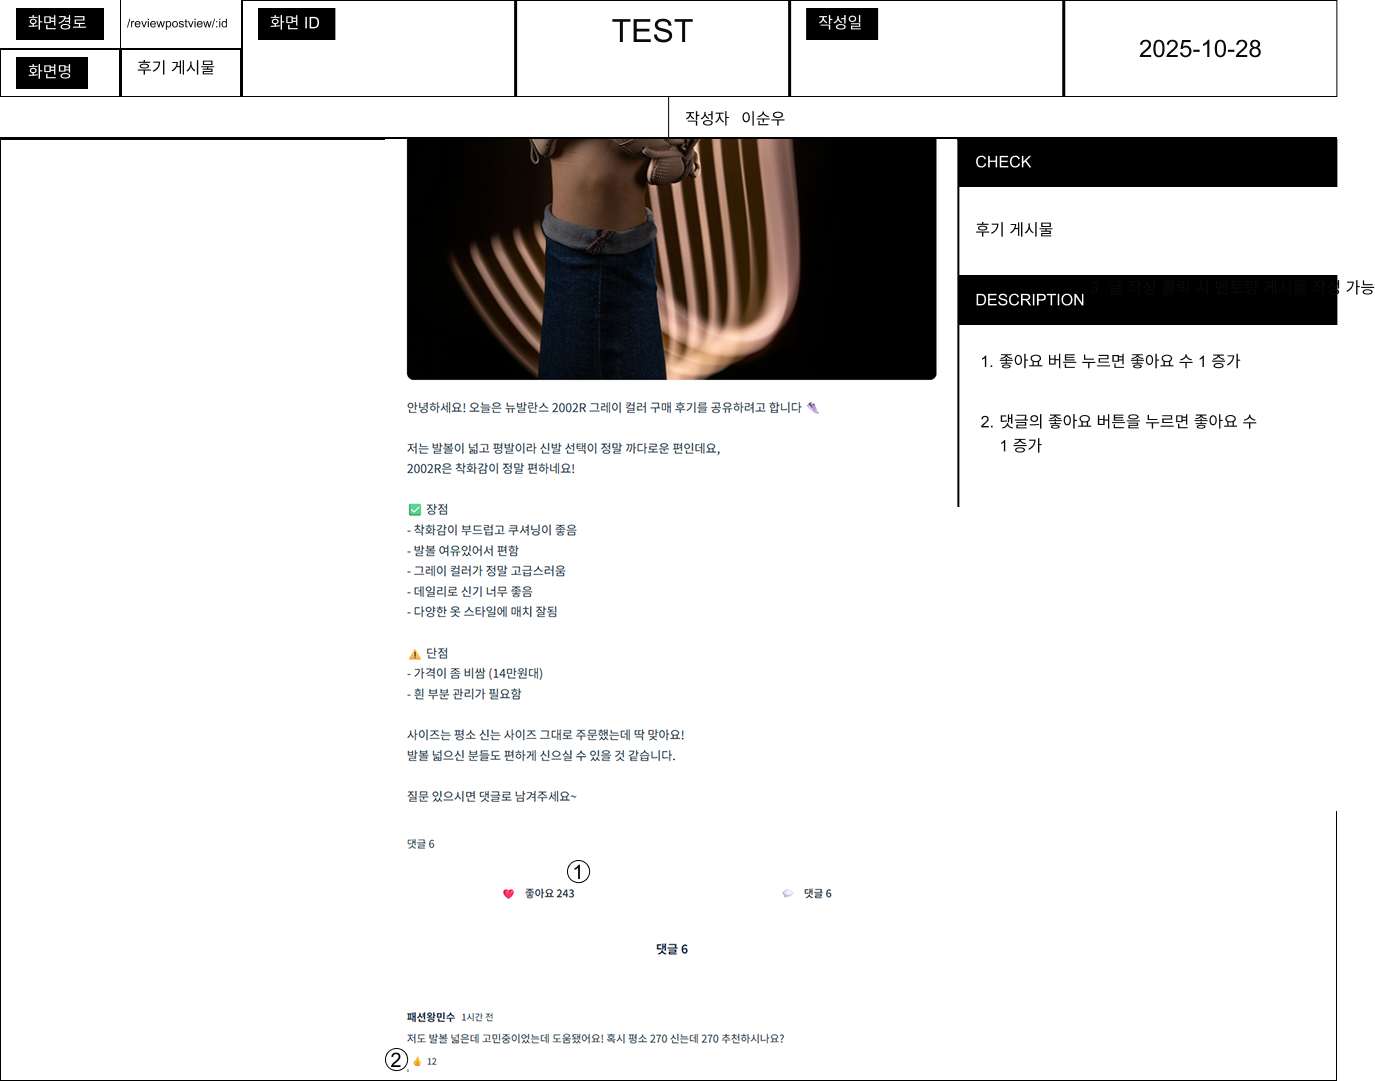 화면경로
/reviewpostview/:id
화면 ID
TEST
작성일
2025-10-28
화면명
후기 게시물
작성자 이순우
CHECK
후기 게시물
3. 글 작성 클릭 시 멘토링 게시물 작성 가능
DESCRIPTION
1. 좋아요 버튼 누르면 좋아요 수 1 증가
2. 댓글의 좋아요 버튼을 누르면 좋아요 수
1 증가
안녕하세요! 오늘은 뉴발란스 2002R 그레이 컬러 구매 후기를 공유하려고 합니다
저는 발볼이 넓고 평발이라 신발 선택이 정말 까다로운 편인데요,
2002R은 착화감이 정말 편하네요!
✅ 장점
- 착화감이 부드럽고 쿠셔닝이 좋음
- 발볼 여유있어서 편함
- 그레이 컬러가 정말 고급스러움
- 데일리로 신기 너무 좋음
- 다양한 옷 스타일에 매치 잘됨
⚠️ 단점
- 가격이 좀 비쌈 (14만원대)
- 흰 부분 관리가 필요함
사이즈는 평소 신는 사이즈 그대로 주문했는데 딱 맞아요!
발볼 넓으신 분들도 편하게 신으실 수 있을 것 같습니다.
질문 있으시면 댓글로 남겨주세요~
댓글 6
①
좋아요 243
댓글 6
댓글 6
패션왕민수 1시간 전
저도 발볼 넓은데 고민중이었는데 도움됐어요! 혹시 평소 270 신는데 270 추천하시나요?
② 12